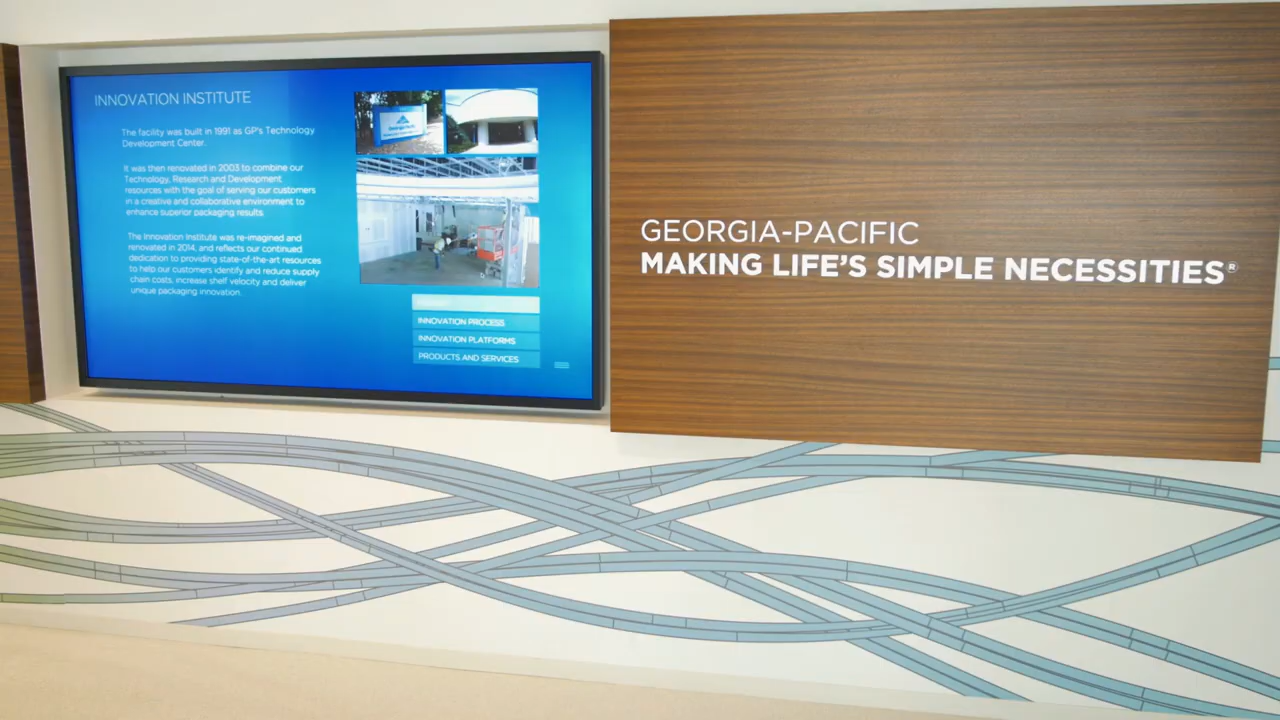 INNOVATION INSTITUTE
The facility was built in 1991 as GP's Technology
Development Center.
It was then renovated in 2003 to combine our
Technology, Research and Development
resources with the goal of serving our customers
in a creative and collaborative environment to
enhance superior packaging results.
The Innovation Institute was re-imagined and
renovated in 2014, and reflects our continued
dedication to providing state-of-the-art resources
to help our customers identify and reduce supply
chain costs, increase shelf velocity and deliver
unique packaging innovation.
Georgia-Pacific
INNOVATION PROCESS
INNOVATION PLATFORMS
PRODUCTS AND SERVICES
GEORGIA-PACIFIC
MAKING LIFE'S SIMPLE NECESSITIES®